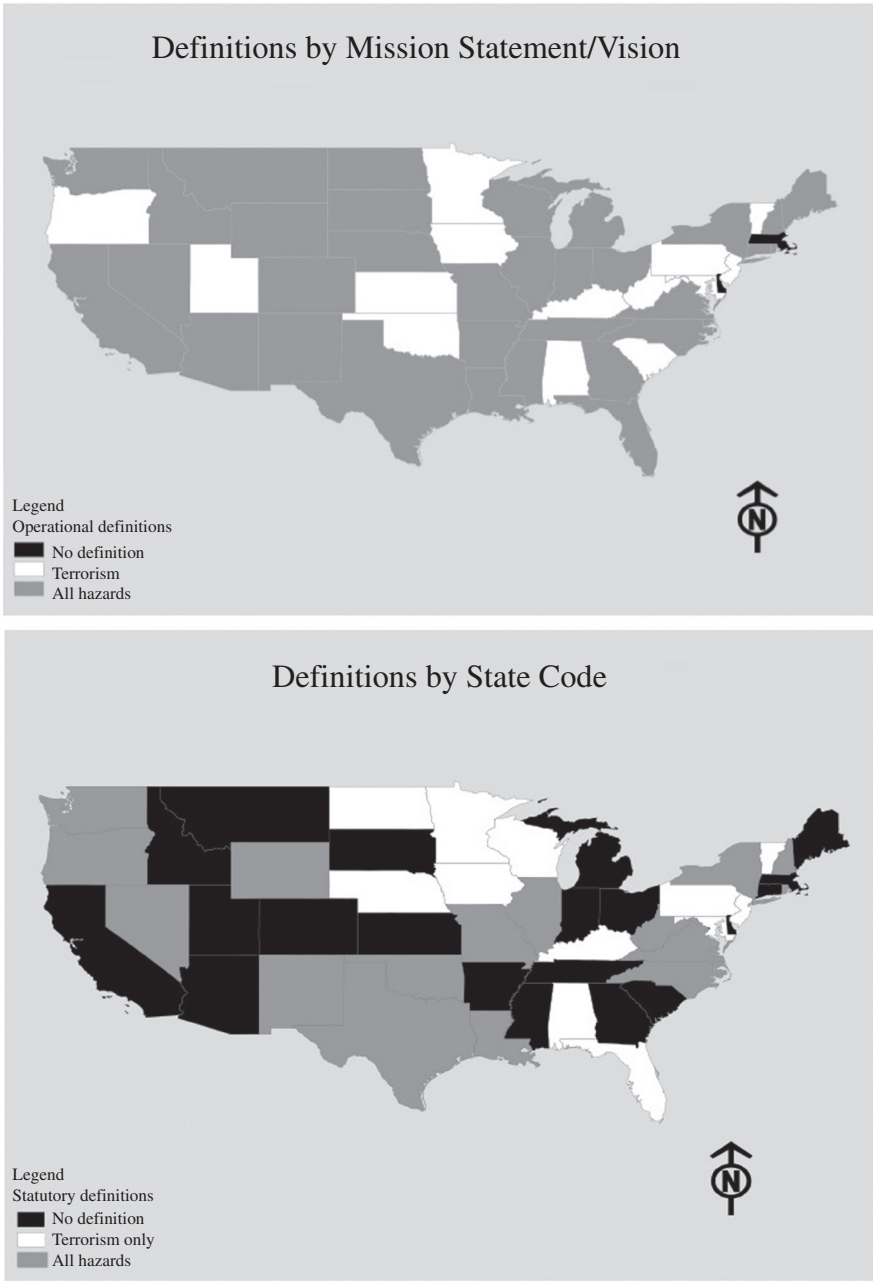 Definitions by Mission Statement/Vision
Legend
Operational definitions
No definition
Terrorism
All hazards
N
Definitions by State Code
Legend
Statutory definitions
No definition
Terrorism only
All hazards
N